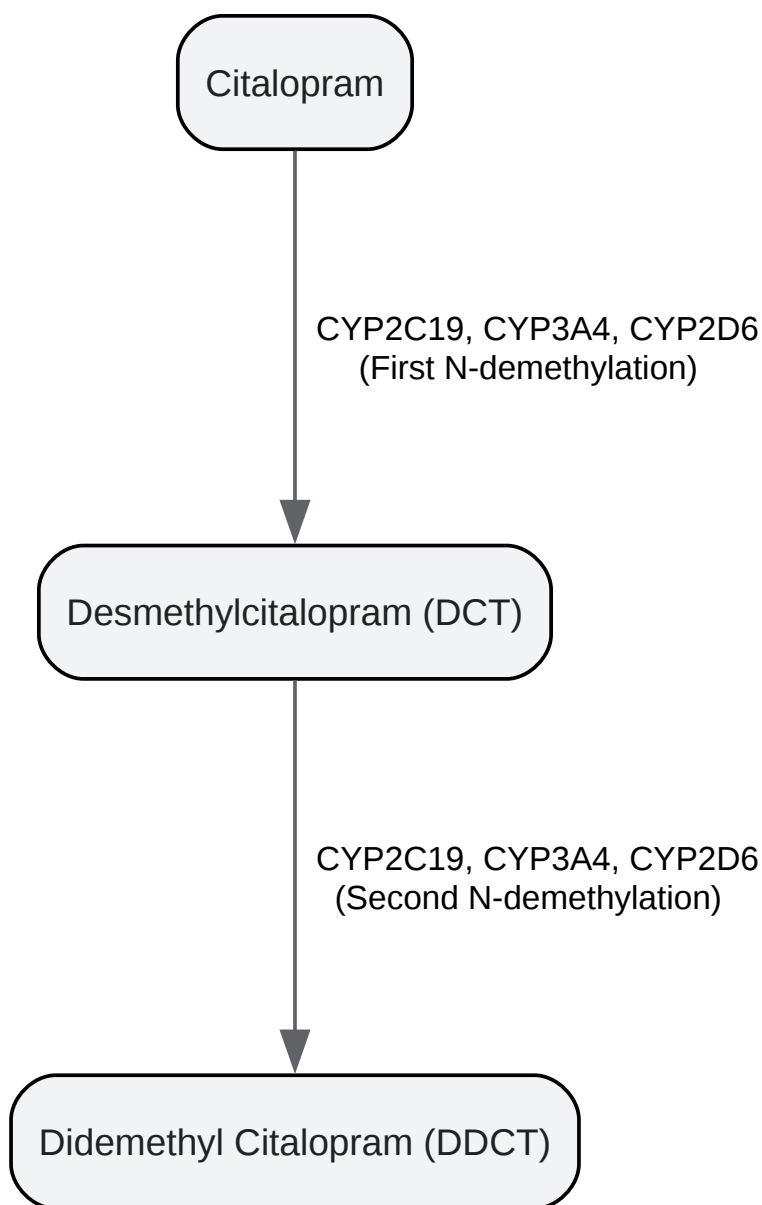 Citalopram
CYP2C19, CYP3A4, CYP2D6
(First N-demethylation)
Desmethylcitalopram (DCT)
CYP2C19, CYP3A4, CYP2D6
(Second N-demethylation)
Didemethyl Citalopram (DDCT)